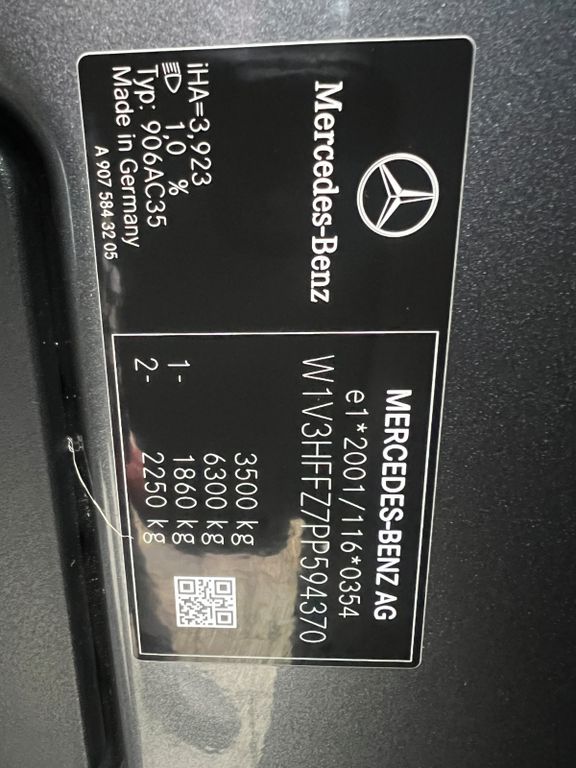 Mercedes-Benz
iHA=3,923
1,0 %
Typ: 906AC35
Made in Germany
A 907 584 32 05
MERCEDES-BENZ AG
e1*2001/116*0354
W1V3HFFZ7PP594370
3500 kg
6300 kg
1- 1860 kg
2- 2250 kg